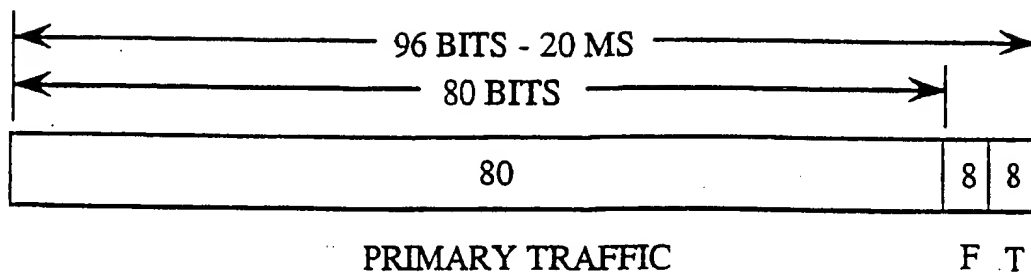 96 BITS - 20 MS
80 BITS
80 8 8
PRIMARY TRAFFIC F T